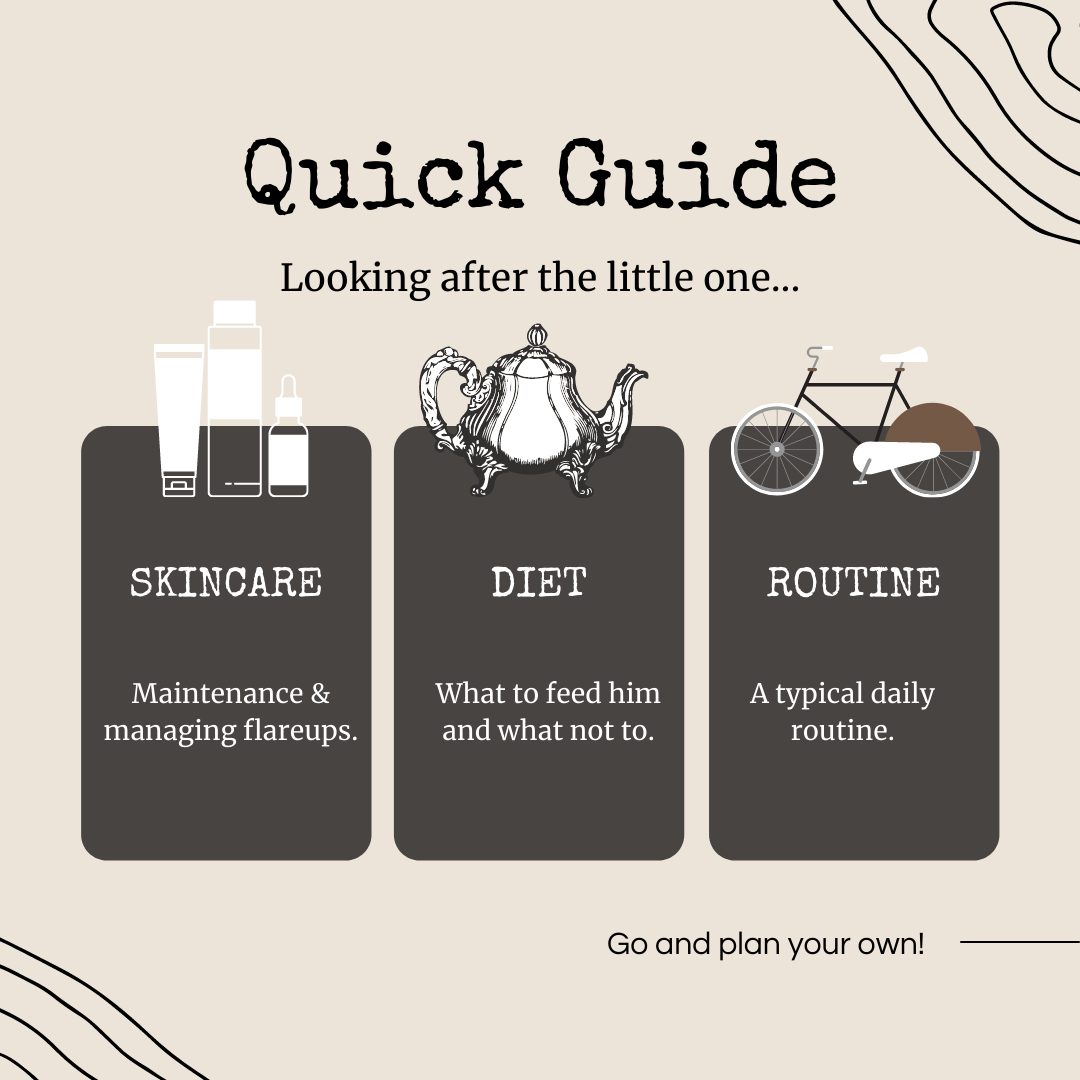 Quick Guide
Looking after the little one...
SKINCARE
Maintenance &
managing flareups.
DIET
What to feed him
and what not to.
ROUTINE
A typical daily
routine.
Go and plan your own!